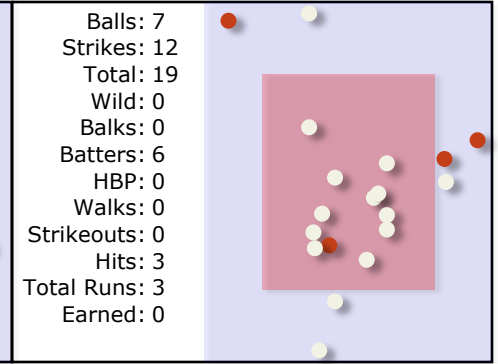 Balls: 7
Strikes: 12
Total: 19
Wild: 0
Balks: 0
Batters: 6
HBP: 0
Walks: 0
Strikeouts: 0
Hits: 3
Total Runs: 3
Earned: 0